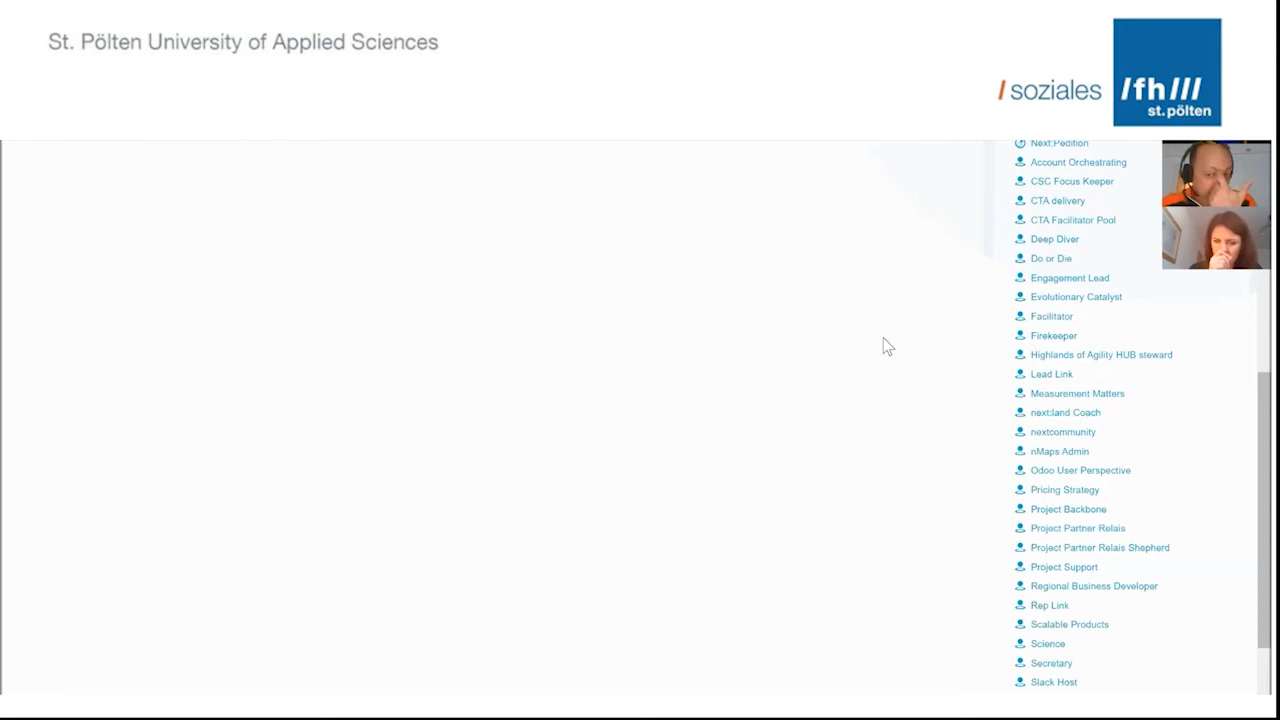 St. Pölten University of Applied Sciences
/ soziales
/fh///
st.pölten
Next:Pedition
Account Orchestrating
CSC Focus Keeper
CTA delivery
CTA Facilitator Pool
Deep Diver
Do or Die
Engagement Lead
Evolutionary Catalyst
Facilitator
Firekeeper
Highlands of Agility HUB steward
Lead Link
Measurement Matters
next:land Coach
nextcommunity
nMaps Admin
Odoo User Perspective
Pricing Strategy
Project Backbone
Project Partner Relais
Project Partner Relais Shepherd
Project Support
Regional Business Developer
Rep Link
Scalable Products
Science
Secretary
Slack Host